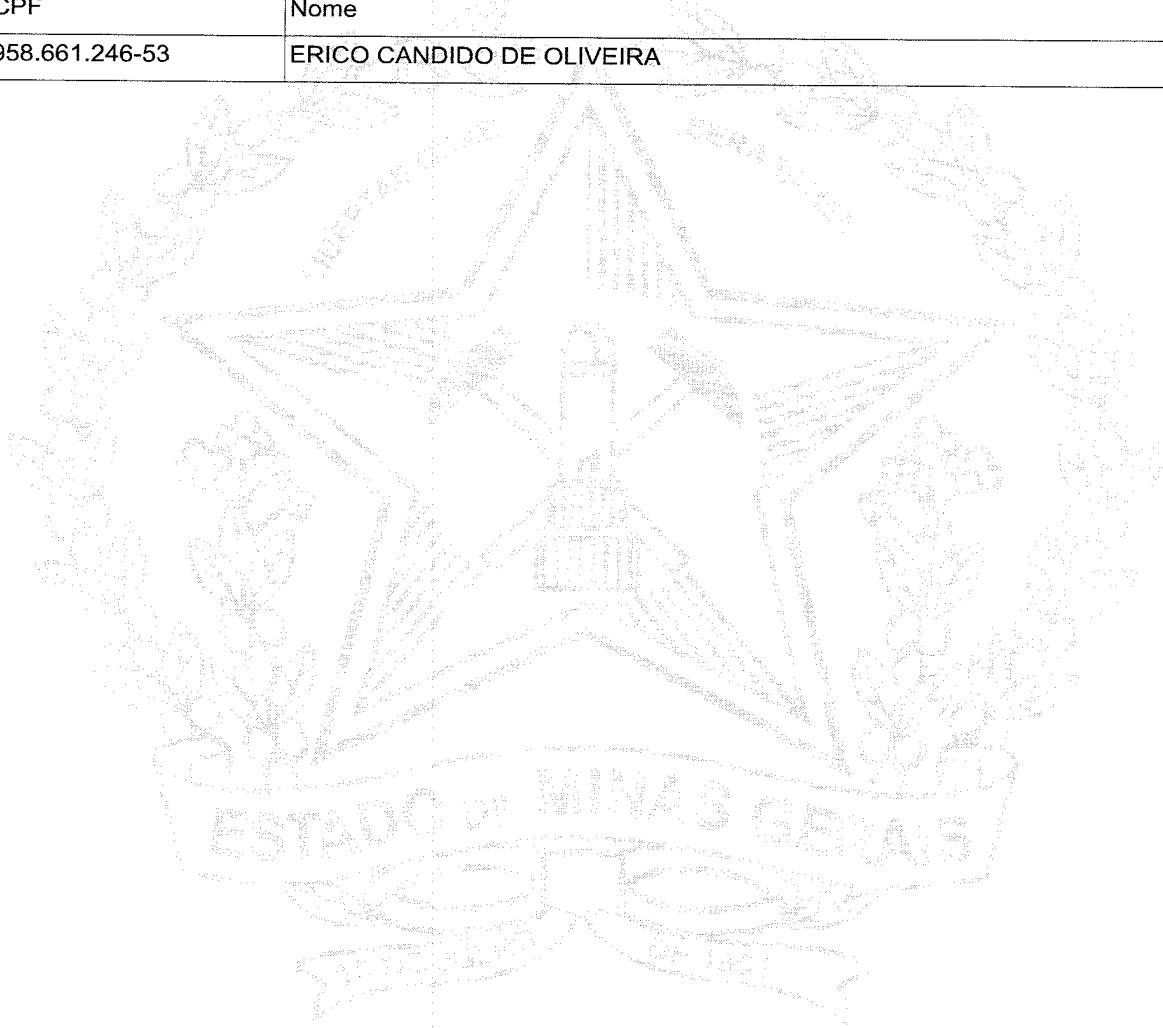 CPF Nome
958.661.246-53 ERICO CANDIDO DE OLIVEIRA
ESTADO DE MINAS GERAIS